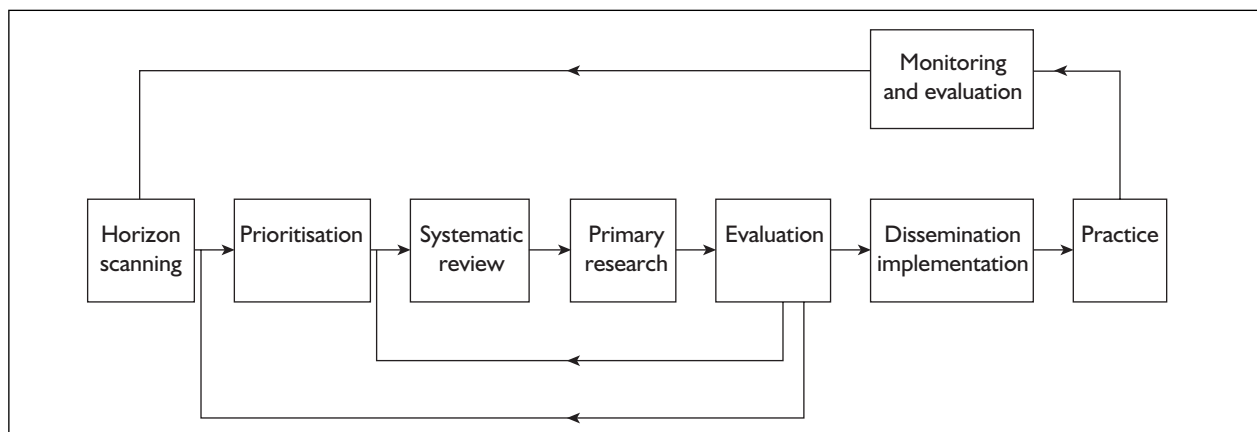 Monitoring
and evaluation
Horizon
scanning
Prioritisation
Systematic
review
Primary
research
Evaluation
Dissemination
implementation
Practice